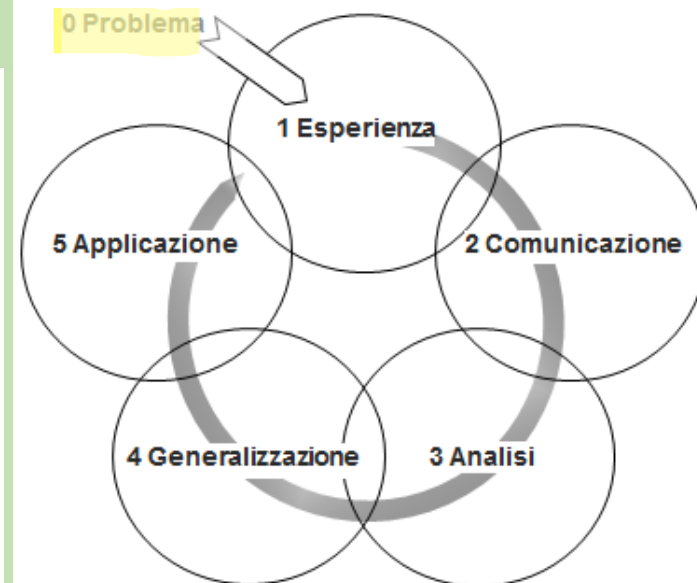 0 Problema
1 Esperienza
2 Comunicazione
3 Analisi
4 Generalizzazione
5 Applicazione